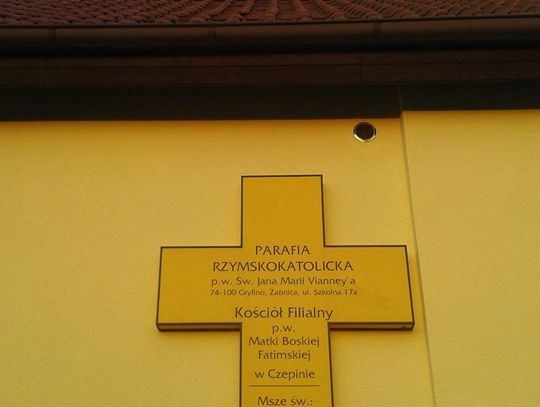 PARAFIA
RZYMSKOKATOLICKA
p.w. Św. Jana Marii Vianney'a
74-100 Gryfino, Żabnica, ul. Szkolna 17a
Kościół Filialny
p.w.
Matki Boskiej
Fatimskiej
w Czepinie
Msze św.: